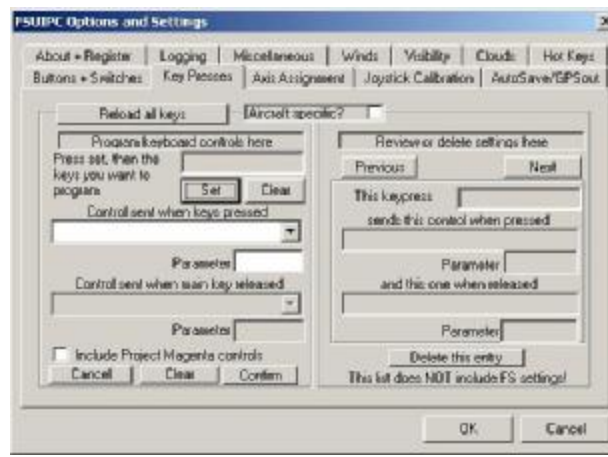 FSUIPC Options and Settings
About + Register Logging Miscellaneous Winds Visibility Clouds Hot Keys
Buttons + Switches Key Presses Axis Assignment Joystick Calibration AutoSave/GPSout
Reload all keys Aircraft specific?
Program keyboard controls here
Press set, then the keys you want to program
Set Clear
Control sent when keys pressed
Parameter
Control sent when main key released
Parameter
Include Project Magenta controls
Cancel Clear Confirm
Review or delete settings here
Previous Next
This keypress
sends this control when pressed
Parameter
and this one when released
Parameter
Delete this entry
This list does NOT include FS settings!
OK Cancel